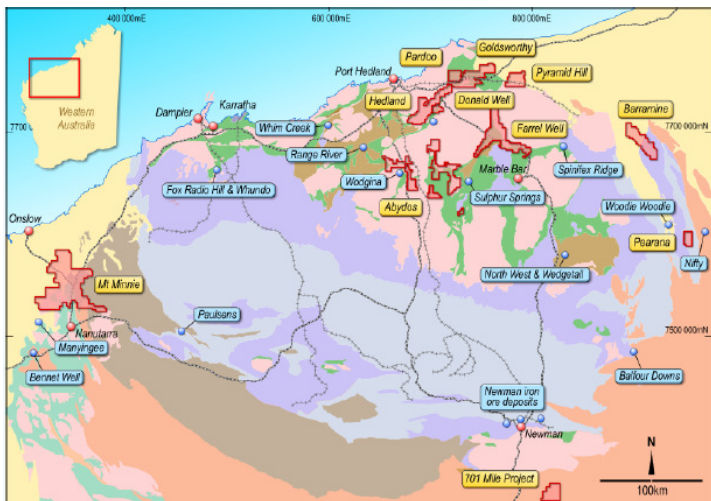 400 000mE
600 000mE
800 000mE
Western
Australia
Pardoo
Goldsworthy
Port Hedland
Pyramid Hill
Karratha
Hedland
Donald Well
Barramine
Dampier
7700
Whim Creek
7700 000mN
Farrel Well
Range River
Marble Bar
Fox Radio Hill & Whundo
Wodgina
Spinifex Ridge
Sulphur Springs
Abydos
Woodie Woodie
Onslow
Pearana
Nifty
North West & Wedgetail
Mt Minnie
Paulsens
Nanutarra
7500 000mN
Manyingee
Bennet Well
Balfour Downs
Newman iron
ore deposits
Newman
N
701 Mile Project
100km